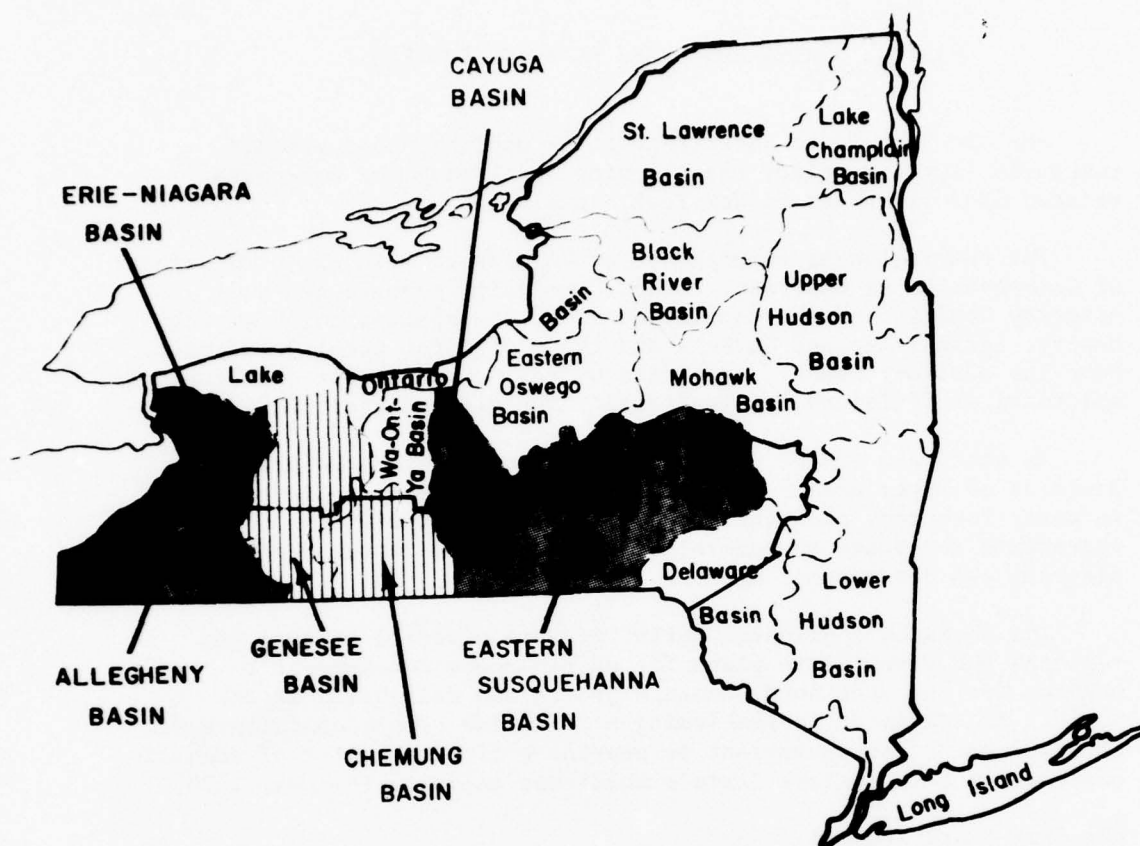 CAYUGA
BASIN
St. Lawrence
Basin
Lake
Champlain
Basin
ERIE-NIAGARA
BASIN
Black
River
Basin
Upper
Hudson
Basin
Basin
Eastern
Oswego
Basin
Mohawk
Basin
Lake
Ontario
Wa-Ont-
Ya Basin
Delaware
Basin
Lower
Hudson
Basin
ALLEGHENY
BASIN
GENESEE
BASIN
EASTERN
SUSQUEHANNA
BASIN
CHEMUNG
BASIN
Long Island